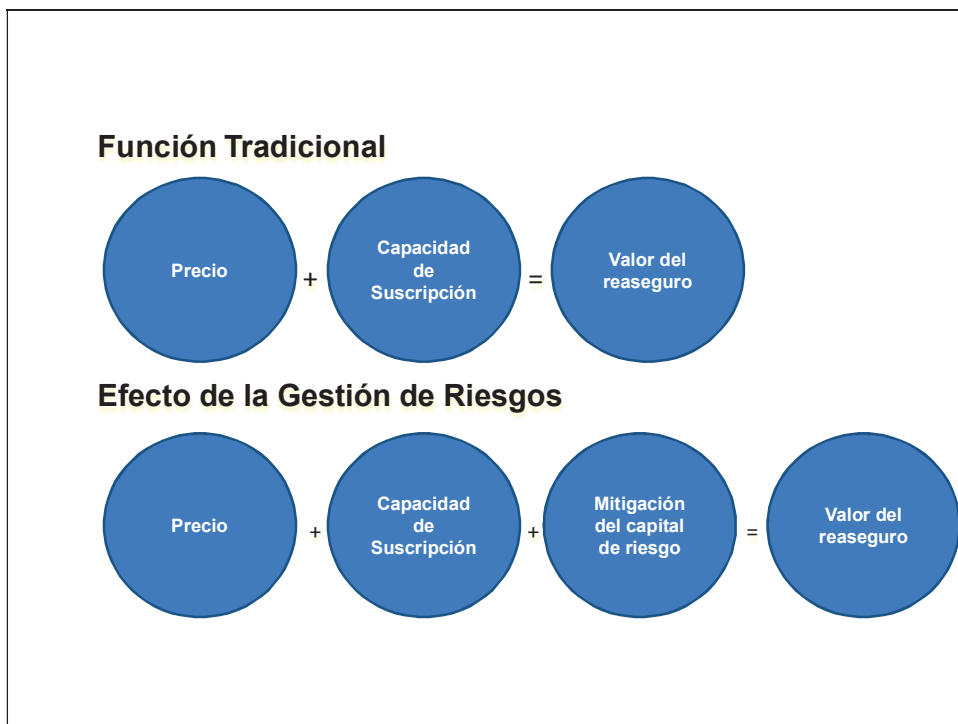 Función Tradicional
Precio
+
Capacidad
de
Suscripción
=
Valor del
reaseguro
Efecto de la Gestión de Riesgos
Precio
+
Capacidad
de
Suscripción
+
Mitigación
del capital
de riesgo
=
Valor del
reaseguro